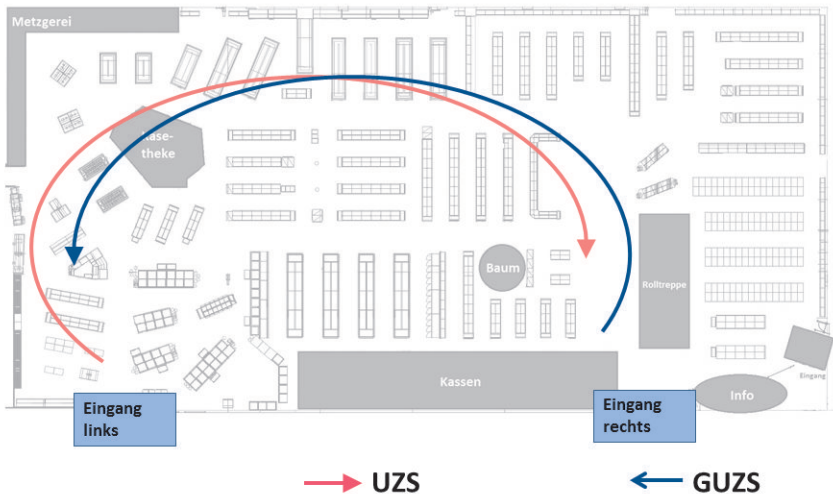 Metzgerei
Käse-
theke
Baum
Rolltreppe
Eingang
Kassen
Info
Eingang
links
Eingang
rechts
UZS
GUZS